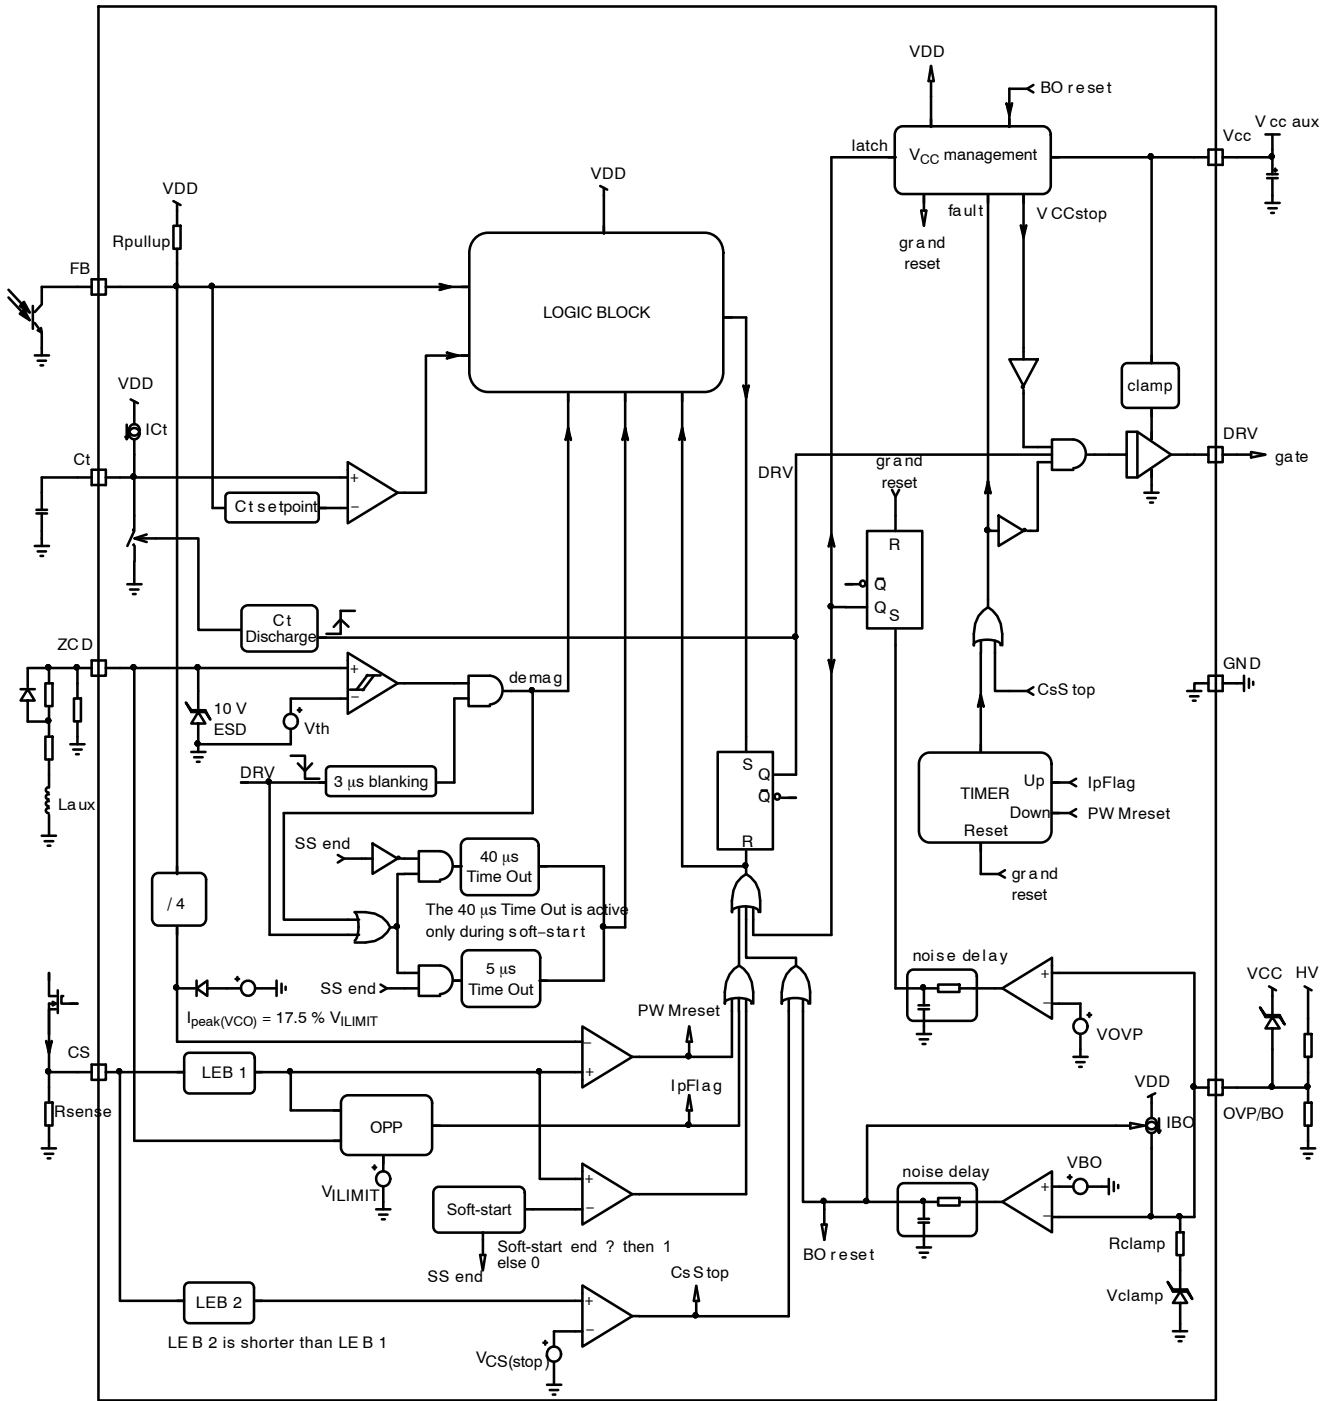 VDD
BO reset
Vcc
Vcc aux
latch
VCC management
VDD
VDD
fault
VCCstop
grand
reset
Rpullup
FB
LOGIC BLOCK
VDD
clamp
ICt
DRV
gate
Ct
+
−
Ct setpoint
DRV
grand
reset
R
Q
Q
S
Ct
Discharge
ZCD
GND
+
−
demag
CsStop
10 V
ESD
Vth
DRV
3 μs blanking
S
Q
Q
R
Up
IpFlag
TIMER
Down
PWMreset
Reset
Laux
SS end
40 μs
Time Out
grand
reset
/ 4
The 40 μs Time Out is active
only during soft−start
SS end
5 μs
Time Out
noise delay
+
−
VCC
HV
Ipeak(VCO) = 17.5 % VILIMIT
PWMreset
VOVP
CS
LEB 1
−
+
IpFlag
VDD
Rsense
OPP
IBO
OVP/BO
VILIMIT
+
−
noise delay
VBO
+
−
Soft−start
Soft−start end ? then 1
else 0
SS end
BO reset
Rclamp
CsStop
LEB 2
+
−
Vclamp
LEB 2 is shorter than LEB 1
VCS(stop)